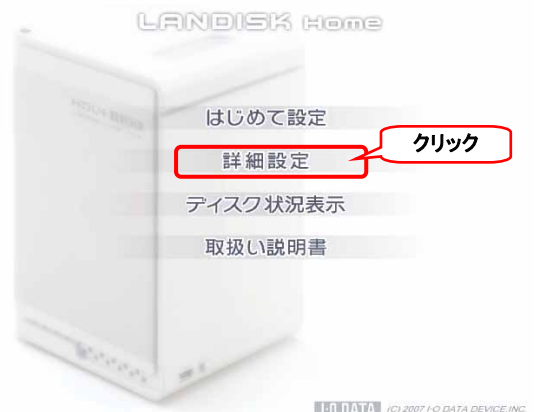 LANDISK Home
はじめて設定
詳細設定
クリック
ディスク状況表示
取扱い説明書
I-O DATA (C) 2007 I-O DATA DEVICE,INC.